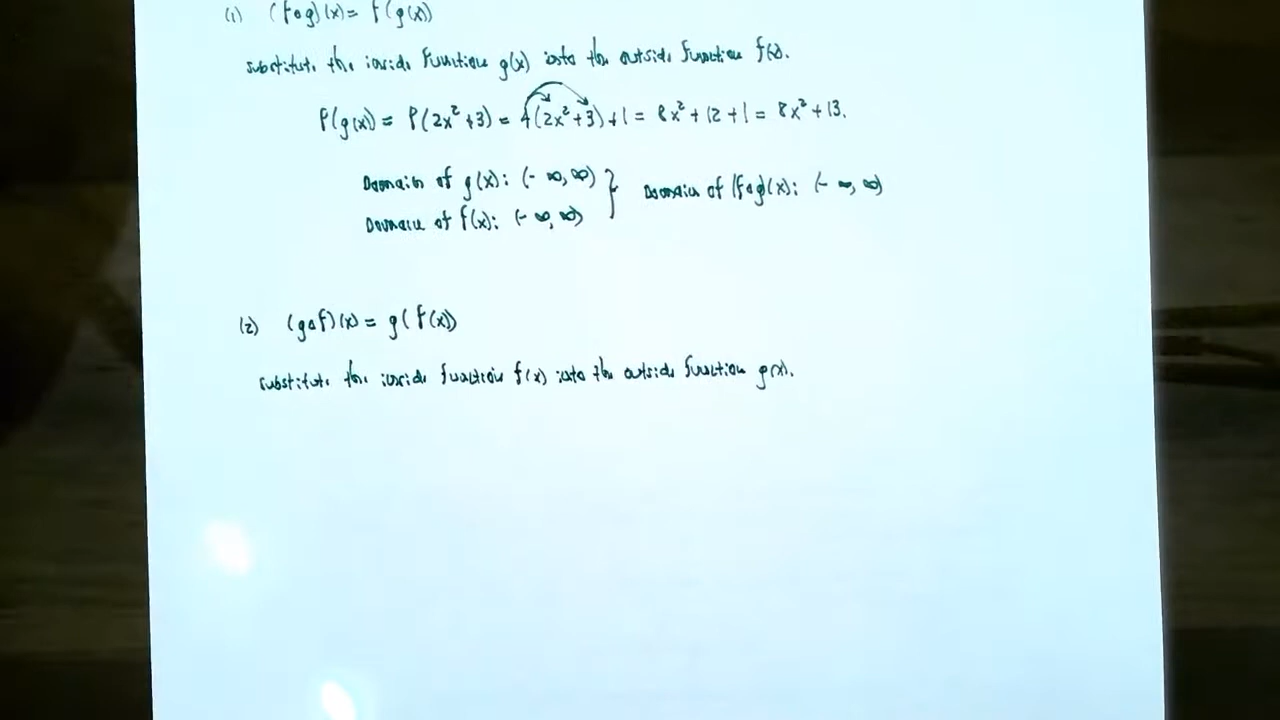 (1) (f∘g)(x) = f(g(x))
substitute the inside function g(x) into the outside function f(x).
f(g(x)) = f(2x² + 3) = 4(2x² + 3) + 1 = 8x² + 12 + 1 = 8x² + 13.
Domain of g(x): (-∞, ∞) } Domain of (f∘g)(x): (-∞, ∞)
Domain of f(x): (-∞, ∞)
(2) (g∘f)(x) = g(f(x))
substitute the inside function f(x) into the outside function g(x).